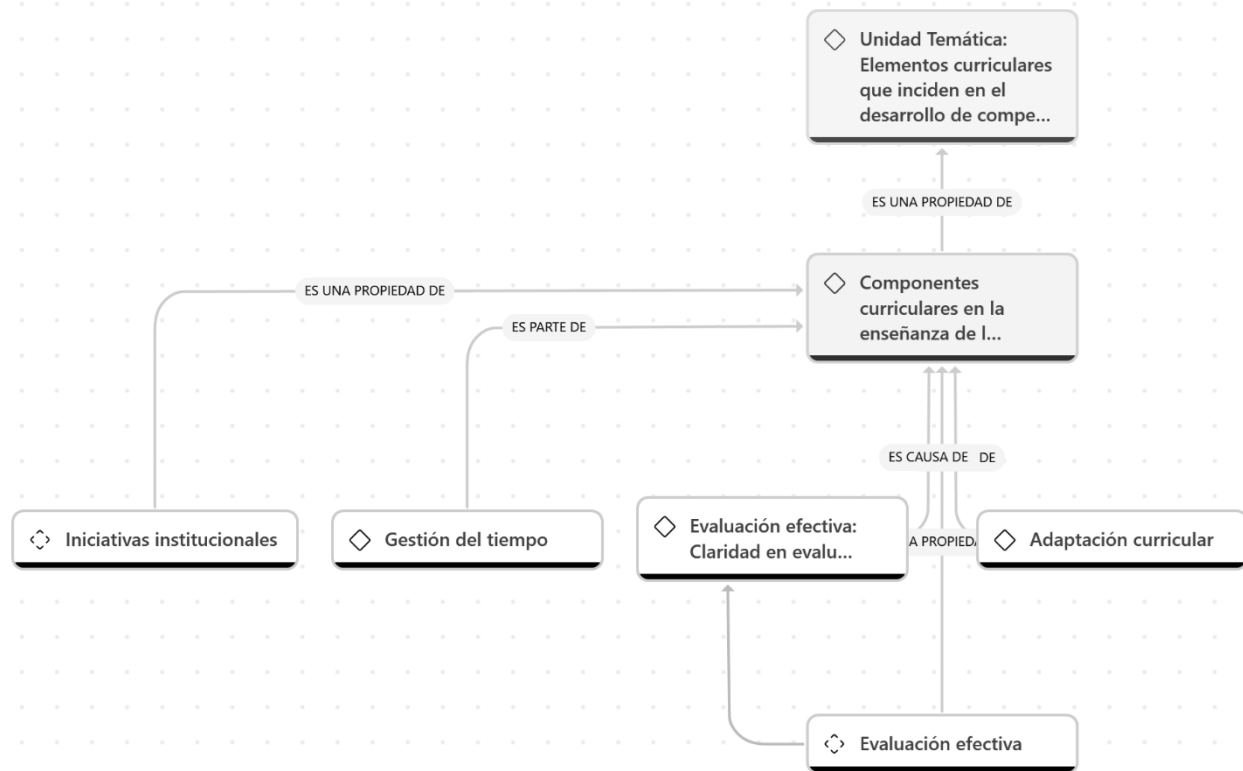 Unidad Temática:
Elementos curriculares
que inciden en el
desarrollo de compe...
ES UNA PROPIEDAD DE
Componentes
curriculares en la
enseñanza de l...
ES UNA PROPIEDAD DE
ES PARTE DE
ES CAUSA DE DE
Iniciativas institucionales
Gestión del tiempo
Evaluación efectiva:
Claridad en evalu...
A PROPIEDA
Adaptación curricular
Evaluación efectiva